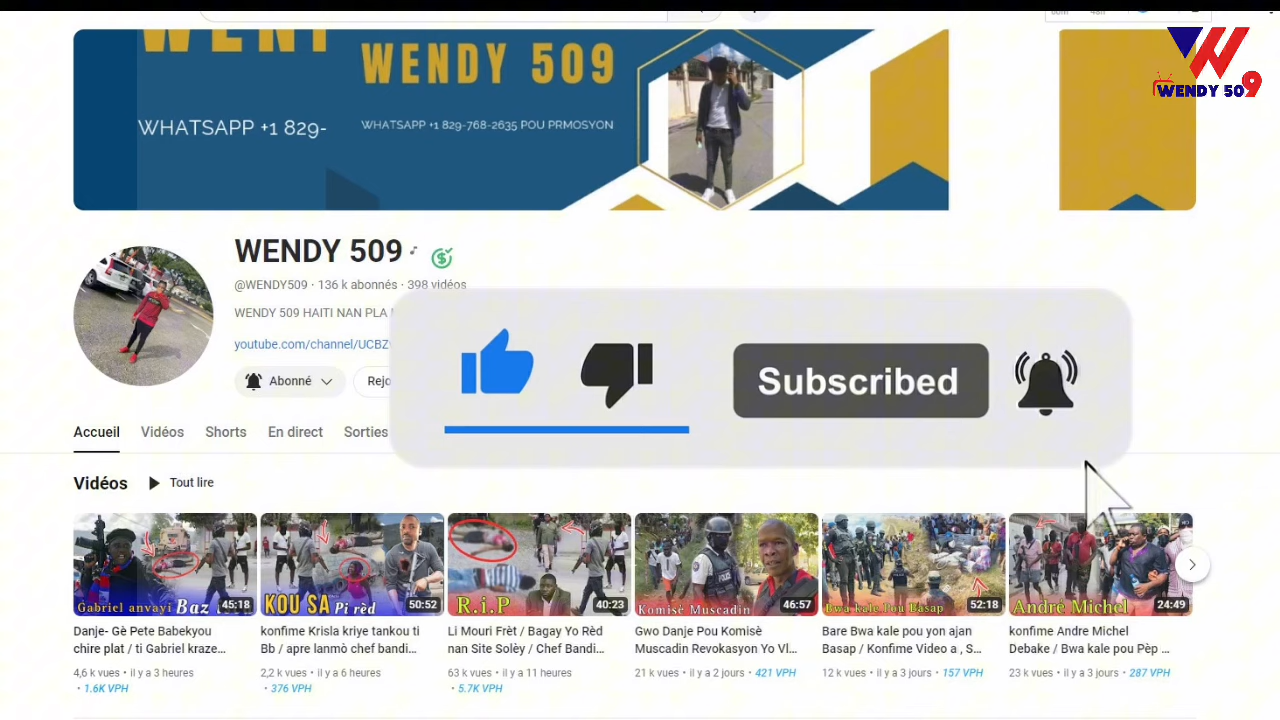 WENDY 509
WHATSAPP +1 829-
WHATSAPP +1 829-768-2635 POU PRMOSYON
WENDY 509
WENDY 509
@WENDY509 · 136 k abonnés · 398 vidéos
WENDY 509 HAITI NAN PLA
youtube.com/channel/UCBZ
Abonné
Rejo
Subscribed
Accueil Vidéos Shorts En direct Sorties
Vidéos
Tout lire
Gabriel anvayi Baz
45:18
KOU SA Pi rèd
50:52
R.i.P
40:23
POLICE
Komisè Muscadin
46:57
Bwa kale Pou Basap
52:18
Andrè Michel
24:49
Danje- Gè Pete Babekyou
chire plat / ti Gabriel kraze...
4,6 k vues · il y a 3 heures
· 1.6K VPH
konfime Krisla kriye tankou ti
Bb / apre lanmò chef bandi...
2,2 k vues · il y a 6 heures
· 376 VPH
Li Mouri Frèt / Bagay Yo Rèd
nan Site Solèy / Chef Bandi...
63 k vues · il y a 11 heures
· 5.7K VPH
Gwo Danje Pou Komisè
Muscadin Revokasyon Yo Vl...
21 k vues · il y a 2 jours · 421 VPH
Bare Bwa kale pou yon ajan
Basap / Konfime Video a , S...
12 k vues · il y a 3 jours · 157 VPH
konfime Andre Michel
Debake / Bwa kale pou Pèp ...
23 k vues · il y a 3 jours · 287 VPH